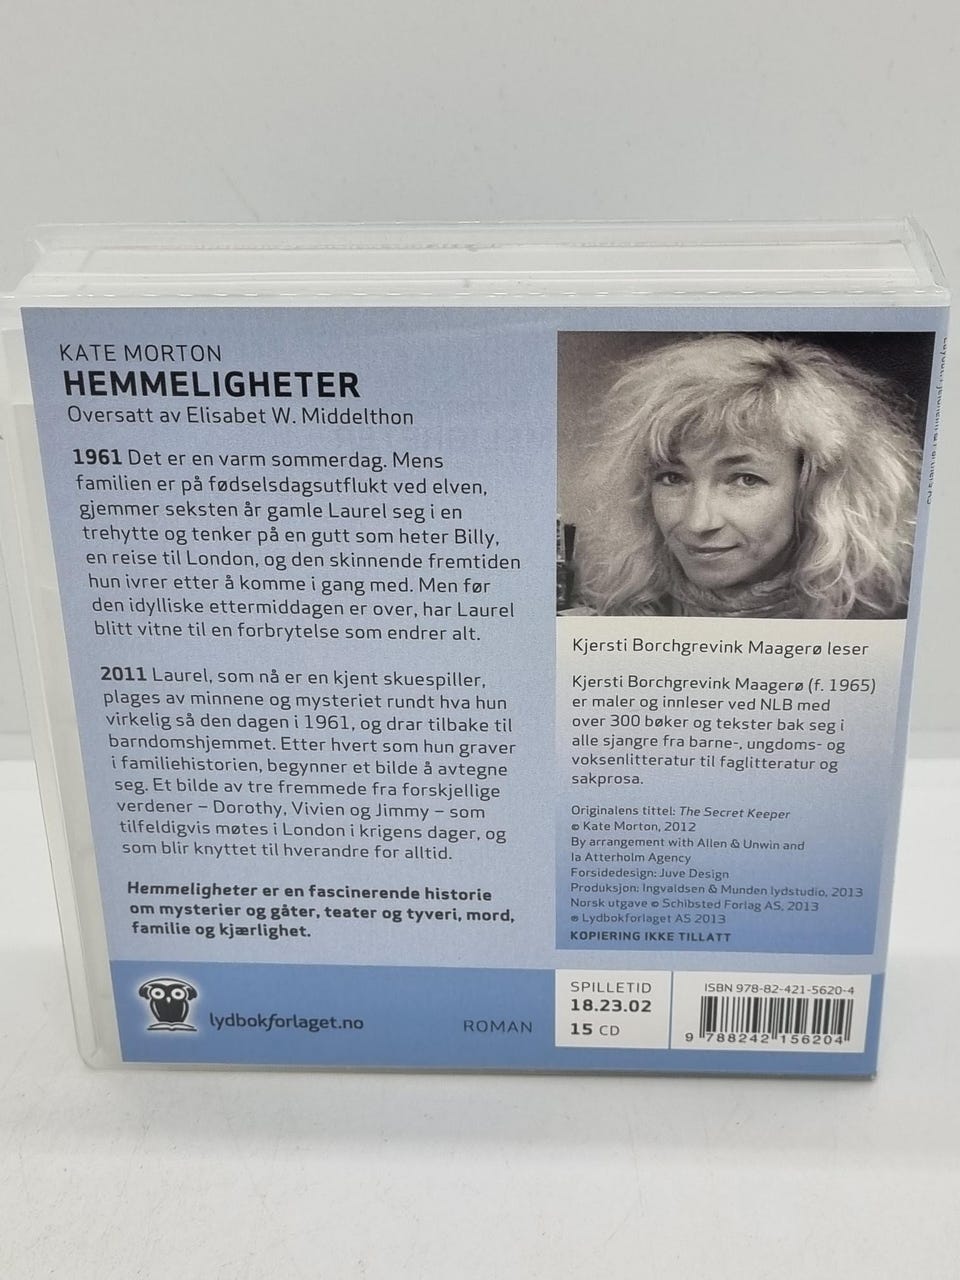 KATE MORTON
HEMMELIGHETER
Oversatt av Elisabet W. Middelthon
1961 Det er en varm sommerdag. Mens
familien er på fødselsdagsutflukt ved elven,
gjemmer seksten år gamle Laurel seg i en
trehytte og tenker på en gutt som heter Billy,
en reise til London, og den skinnende fremtiden
hun ivrer etter å komme i gang med. Men før
den idylliske ettermiddagen er over, har Laurel
blitt vitne til en forbrytelse som endrer alt.
2011 Laurel, som nå er en kjent skuespiller,
plages av minnene og mysteriet rundt hva hun
virkelig så den dagen i 1961, og drar tilbake til
barndomshjemmet. Etter hvert som hun graver
i familiehistorien, begynner et bilde å avtegne
seg. Et bilde av tre fremmede fra forskjellige
verdener – Dorothy, Vivien og Jimmy – som
tilfeldigvis møtes i London i krigens dager, og
som blir knyttet til hverandre for alltid.
Hemmeligheter er en fascinerende historie
om mysterier og gåter, teater og tyveri, mord,
familie og kjærlighet.
Kjersti Borchgrevink Maagerø leser
Kjersti Borchgrevink Maagerø (f. 1965)
er maler og innleser ved NLB med
over 300 bøker og tekster bak seg i
alle sjangre fra barne-, ungdoms- og
voksenlitteratur til faglitteratur og
sakprosa.
Originalens tittel: The Secret Keeper
© Kate Morton, 2012
By arrangement with Allen & Unwin and
Ia Atterholm Agency
Forsidedesign: Juve Design
Produksjon: Ingvaldsen & Munden lydstudio, 2013
Norsk utgave © Schibsted Forlag AS, 2013
℗ Lydbokforlaget AS 2013
KOPIERING IKKE TILLATT
lydbokforlaget.no
ROMAN
SPILLETID
18.23.02
15 CD
ISBN 978-82-421-5620-4
9 788242 156204